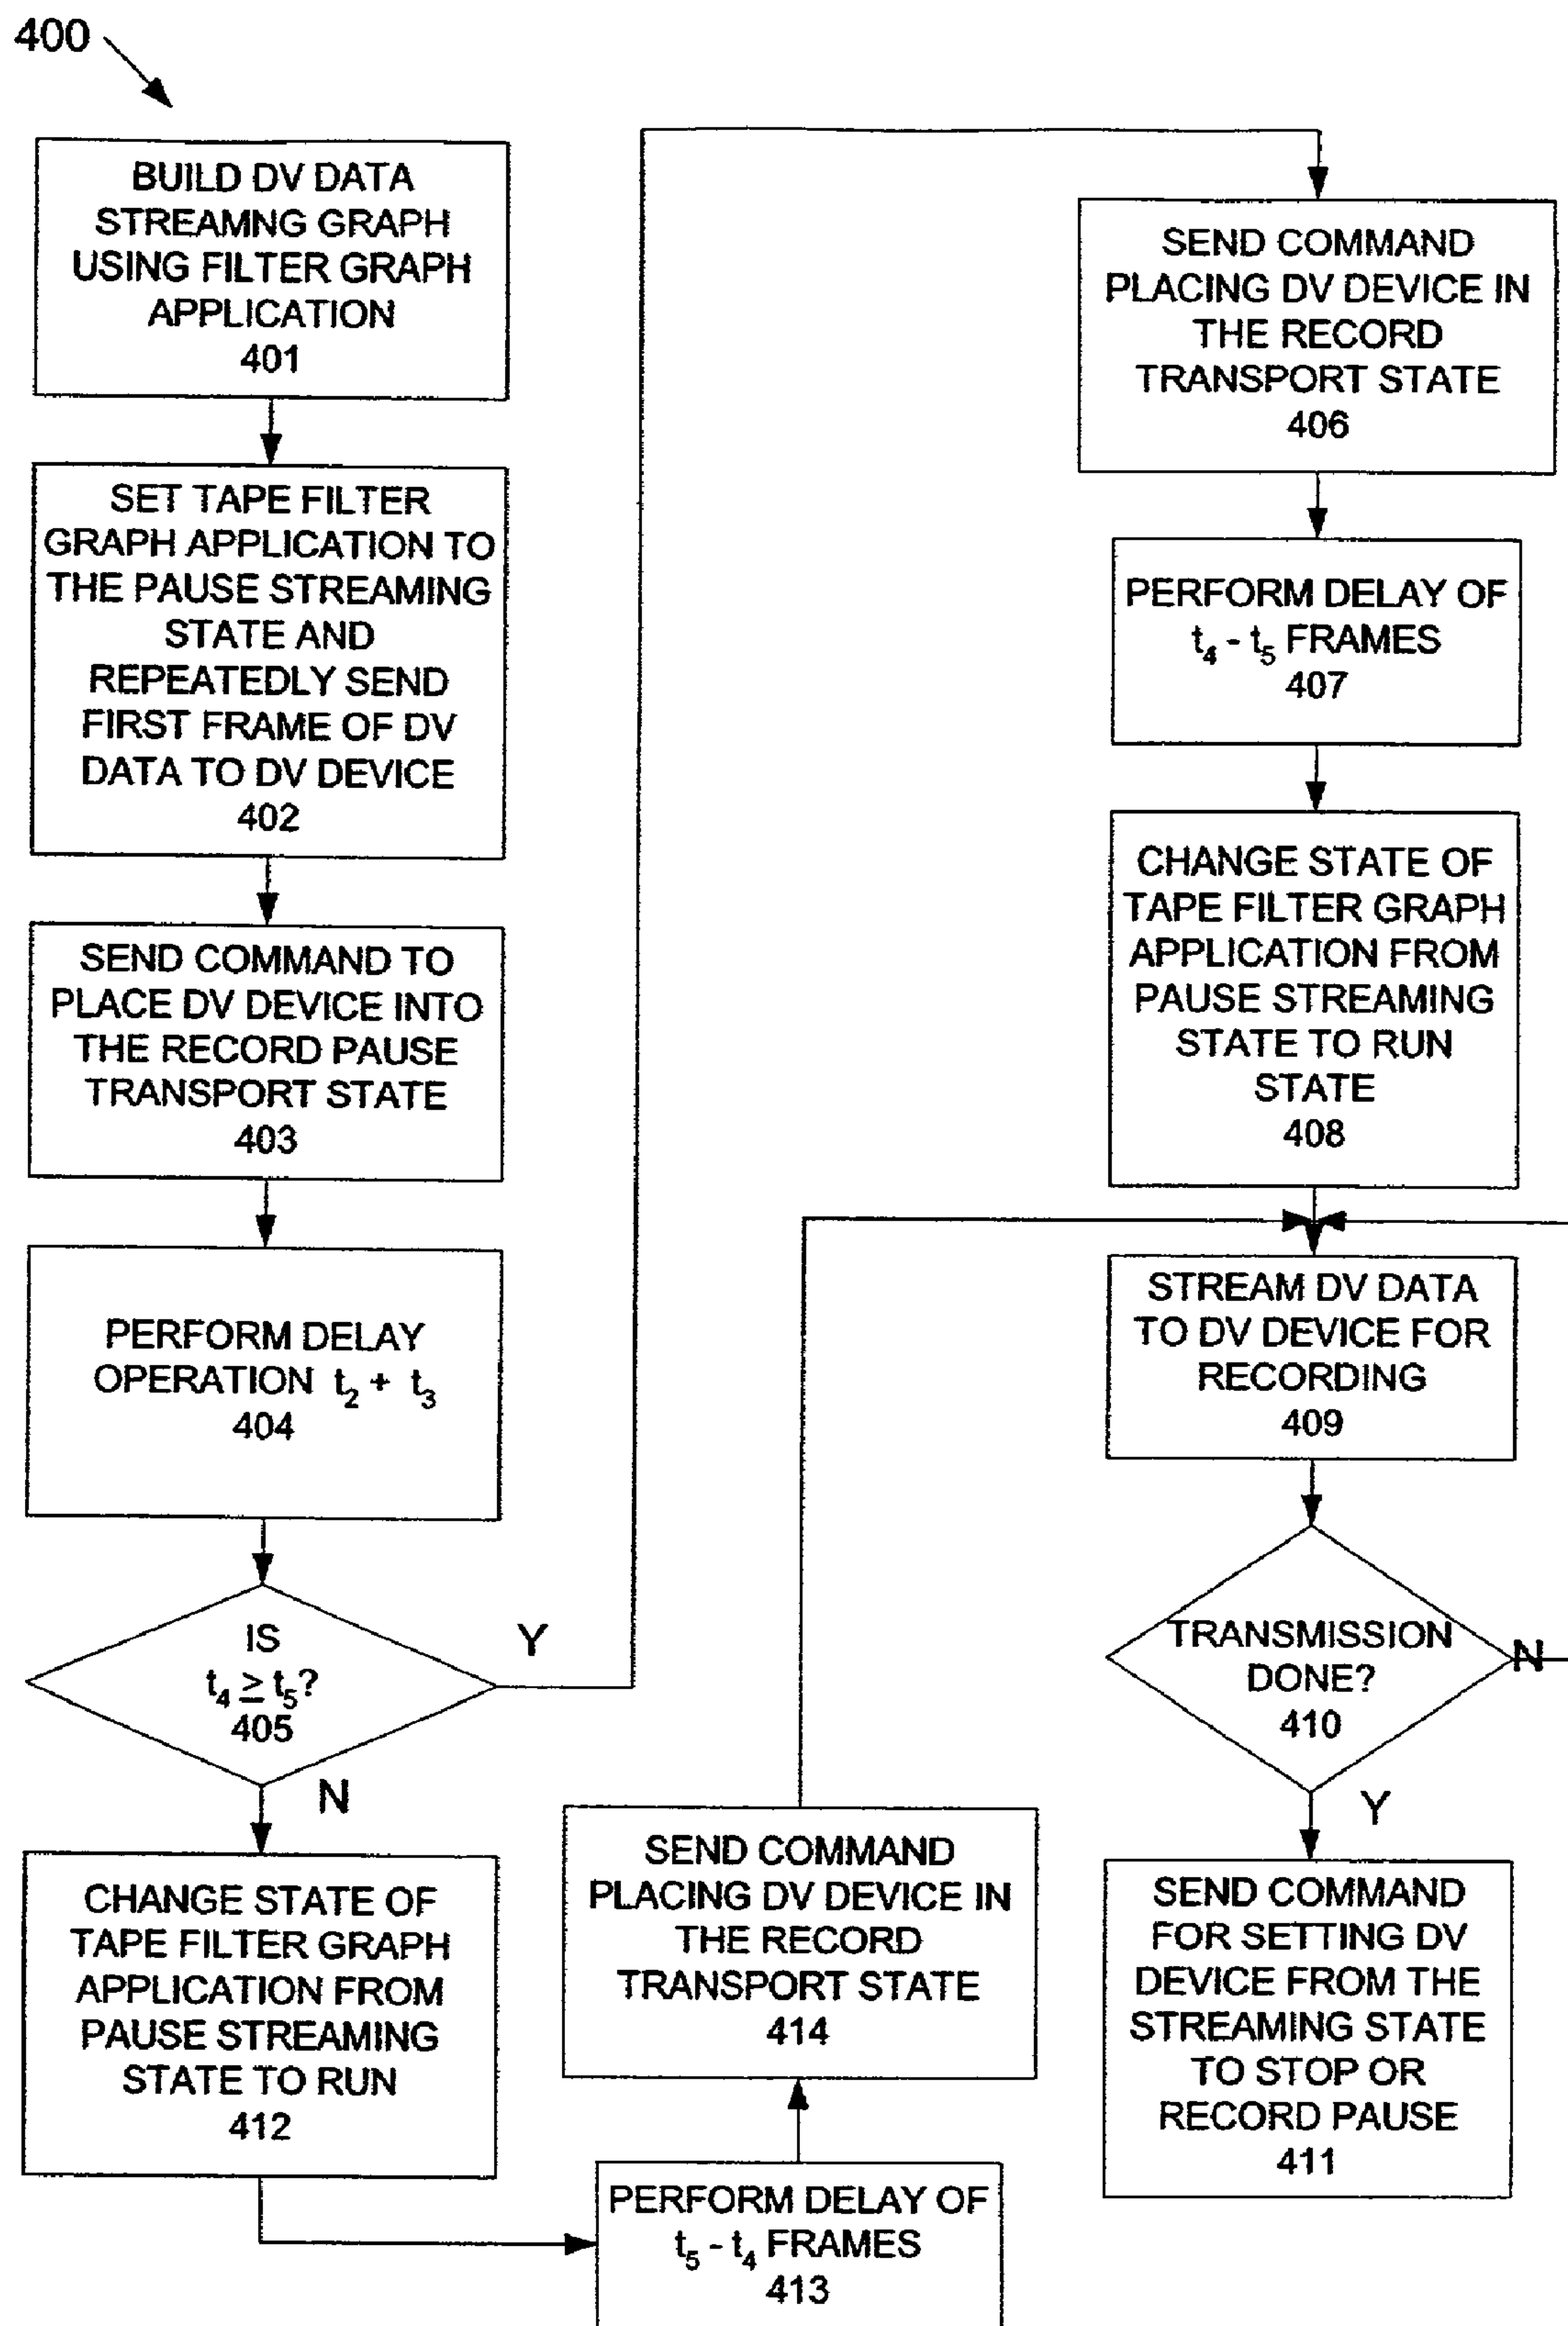 400
BUILD DV DATA
STREAMNG GRAPH
USING FILTER GRAPH
APPLICATION
401
SET TAPE FILTER
GRAPH APPLICATION TO
THE PAUSE STREAMING
STATE AND
REPEATEDLY SEND
FIRST FRAME OF DV
DATA TO DV DEVICE
402
SEND COMMAND TO
PLACE DV DEVICE INTO
THE RECORD PAUSE
TRANSPORT STATE
403
PERFORM DELAY
OPERATION t₂ + t₃
404
IS
t₄ ≥ t₅?
405
Y
N
CHANGE STATE OF
TAPE FILTER GRAPH
APPLICATION FROM
PAUSE STREAMING
STATE TO RUN
412
PERFORM DELAY OF
t₅ - t₄ FRAMES
413
SEND COMMAND
PLACING DV DEVICE IN
THE RECORD
TRANSPORT STATE
414
SEND COMMAND
PLACING DV DEVICE IN
THE RECORD
TRANSPORT STATE
406
PERFORM DELAY OF
t₄ - t₅ FRAMES
407
CHANGE STATE OF
TAPE FILTER GRAPH
APPLICATION FROM
PAUSE STREAMING
STATE TO RUN
STATE
408
STREAM DV DATA
TO DV DEVICE FOR
RECORDING
409
TRANSMISSION
DONE?
410
N
Y
SEND COMMAND
FOR SETTING DV
DEVICE FROM THE
STREAMING STATE
TO STOP OR
RECORD PAUSE
411